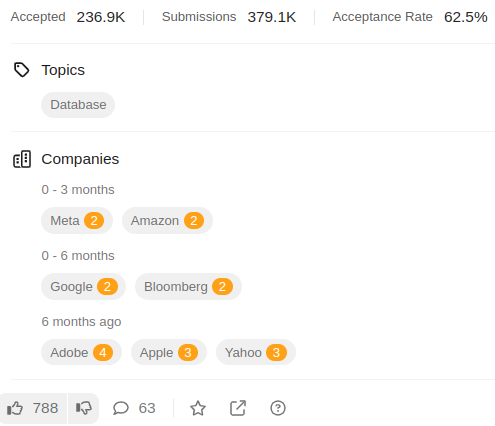 Accepted 236.9K Submissions 379.1K Acceptance Rate 62.5%
Topics
Database
Companies
0 - 3 months
Meta 2 Amazon 2
0 - 6 months
Google 2 Bloomberg 2
6 months ago
Adobe 4 Apple 3 Yahoo 3
788 63